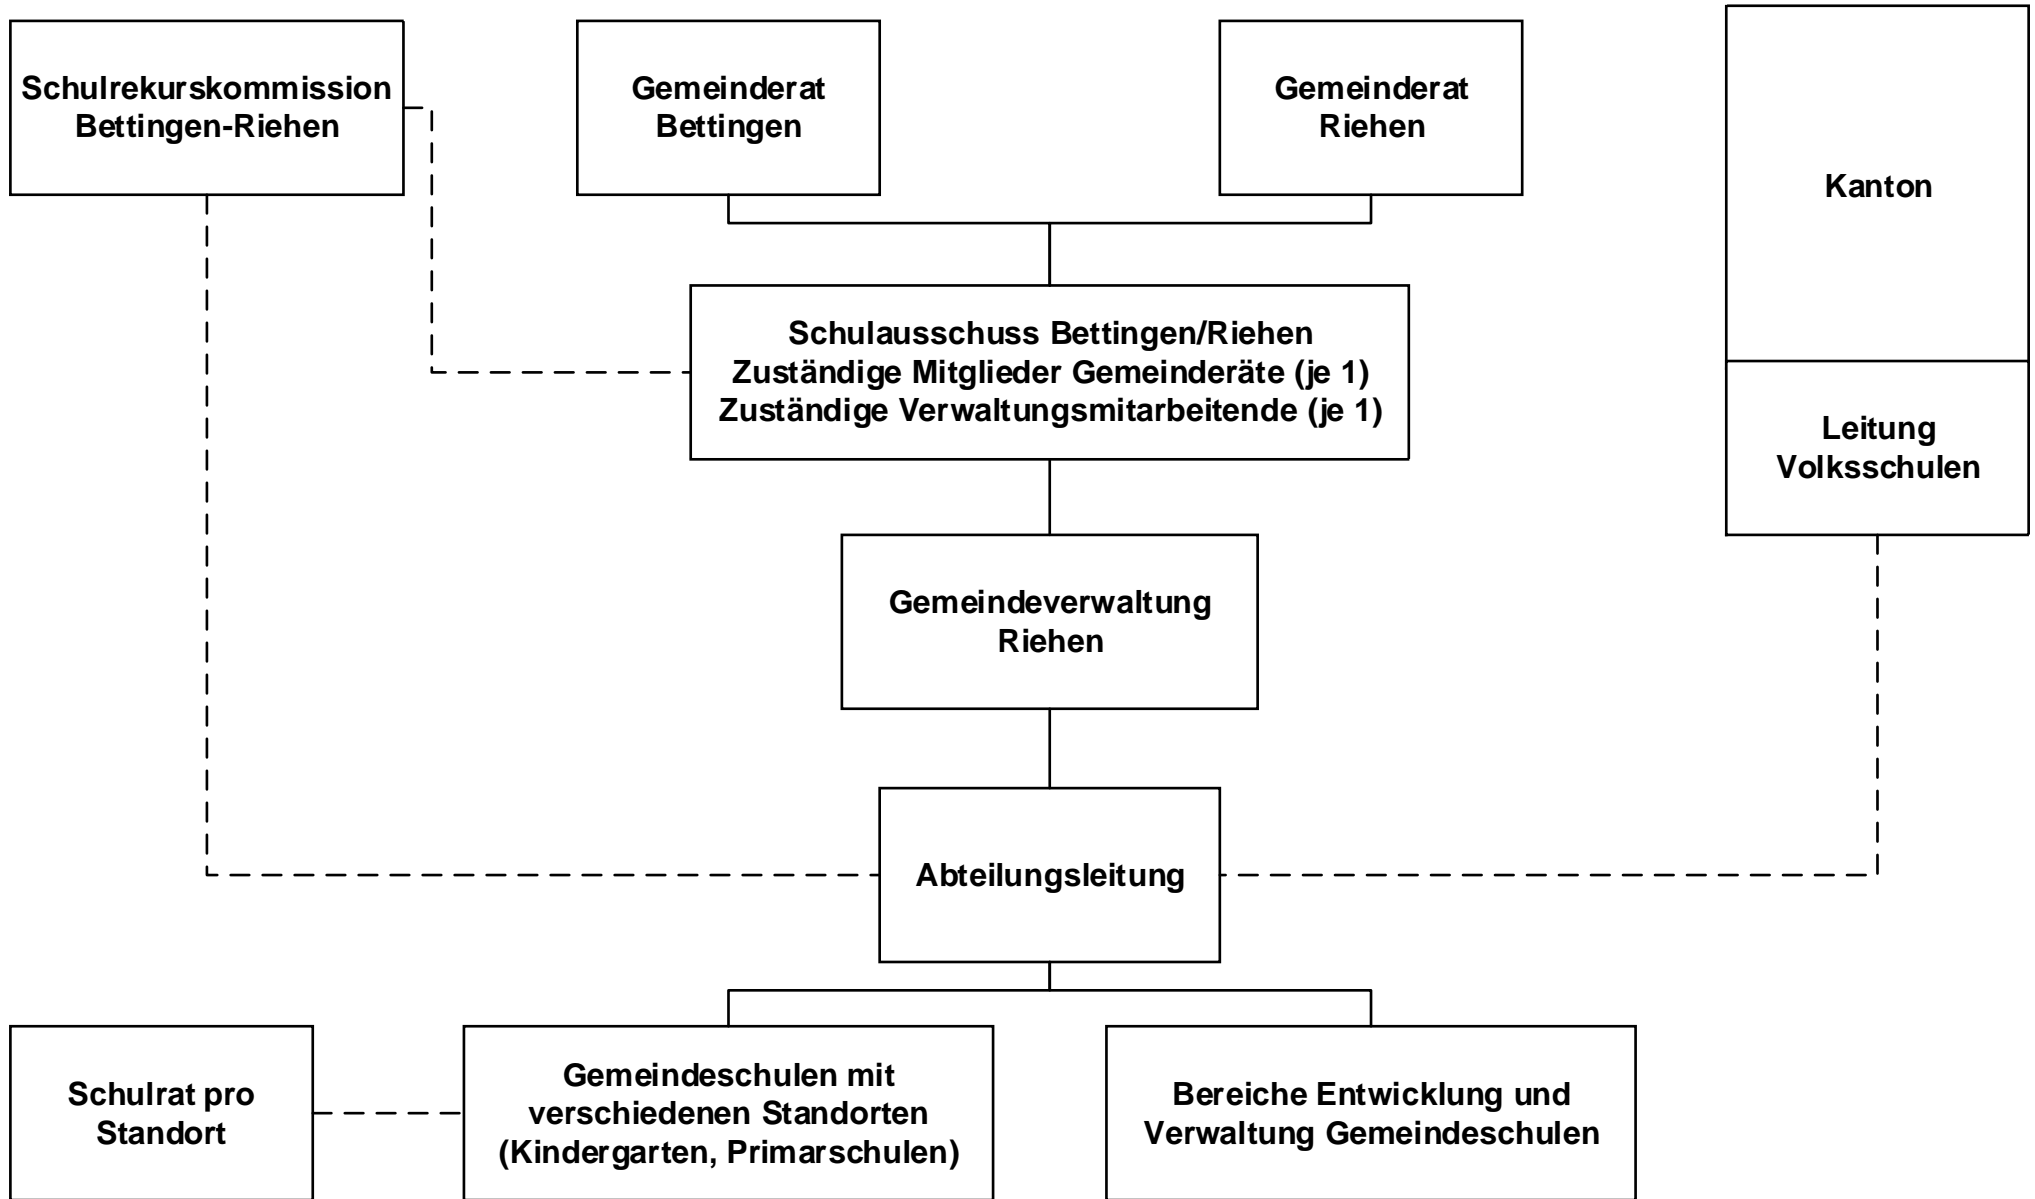 Schulrekurskommission
Bettingen-Riehen
Gemeinderat
Bettingen
Gemeinderat
Riehen
Kanton
Schulausschuss Bettingen/Riehen
Zuständige Mitglieder Gemeinderäte (je 1)
Zuständige Verwaltungsmitarbeitende (je 1)
Leitung
Volksschulen
Gemeindeverwaltung
Riehen
Abteilungsleitung
Schulrat pro
Standort
Gemeindeschulen mit
verschiedenen Standorten
(Kindergarten, Primarschulen)
Bereiche Entwicklung und
Verwaltung Gemeindeschulen